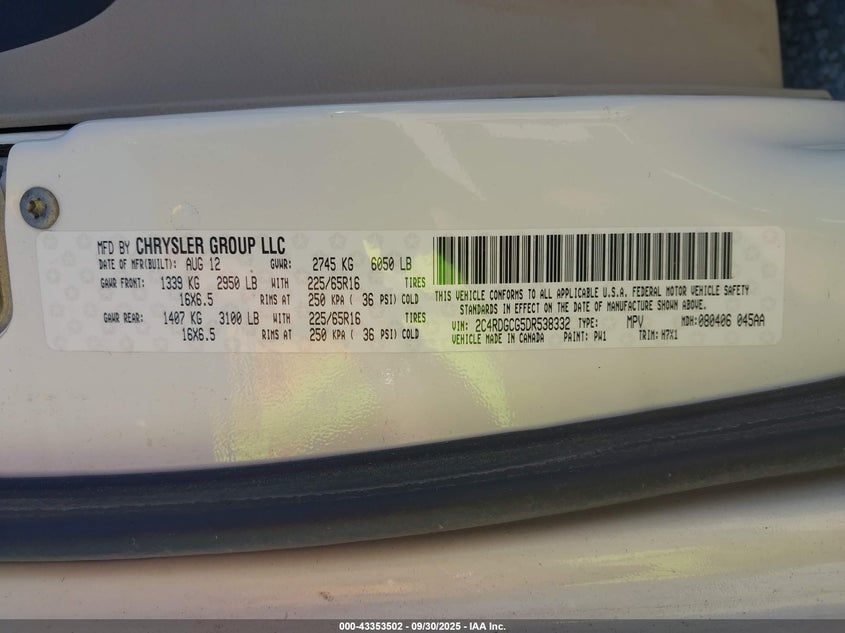 MFD BY CHRYSLER GROUP LLC
DATE OF MFR(BUILT): AUG 12 GVWR: 2745 KG 6050 LB
GAWR FRONT: 1339 KG 2950 LB WITH 225/65R16 TIRES
16X6.5 RIMS AT 250 KPA ( 36 PSI) COLD
GAWR REAR: 1407 KG 3100 LB WITH 225/65R16 TIRES
16X6.5 RIMS AT 250 KPA ( 36 PSI) COLD
THIS VEHICLE CONFORMS TO ALL APPLICABLE U.S.A. FEDERAL MOTOR VEHICLE SAFETY
STANDARDS IN EFFECT ON THE DATE OF MANUFACTURE SHOWN ABOVE.
VIN: 2C4RDGCG5DR538332 TYPE: MPV MDH: 080406 045AA
VEHICLE MADE IN CANADA PAINT: PW1 TRIM: H7X1
000-43353502 - 09/30/2025 - IAA Inc.